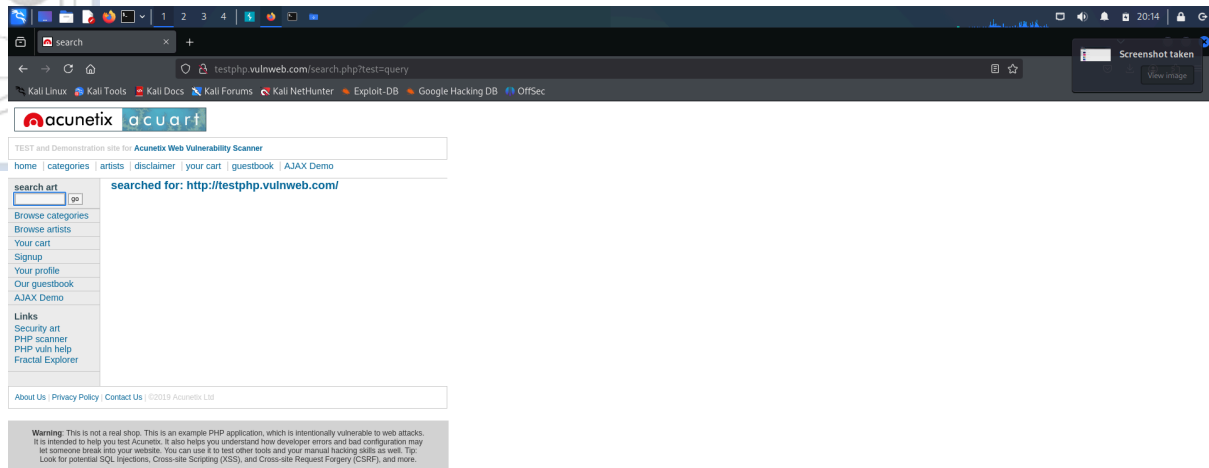 1 2 3 4
20:14
search
Screenshot taken
View image
testphp.vulnweb.com/search.php?test=query
Kali Linux Kali Tools Kali Docs Kali Forums Kali NetHunter Exploit-DB Google Hacking DB OffSec
acunetix acuart
TEST and Demonstration site for Acunetix Web Vulnerability Scanner
home | categories | artists | disclaimer | your cart | guestbook | AJAX Demo
search art
go
searched for: http://testphp.vulnweb.com/
Browse categories
Browse artists
Your cart
Signup
Your profile
Our guestbook
AJAX Demo
Links
Security art
PHP scanner
PHP vuln help
Fractal Explorer
About Us | Privacy Policy | Contact Us | ©2019 Acunetix Ltd
Warning: This is not a real shop. This is an example PHP application, which is intentionally vulnerable to web attacks.
It is intended to help you test Acunetix. It also helps you understand how developer errors and bad configuration may
let someone break into your website. You can use it to test other tools and your manual hacking skills as well. Tip:
Look for potential SQL Injections, Cross-site Scripting (XSS), and Cross-site Request Forgery (CSRF), and more.